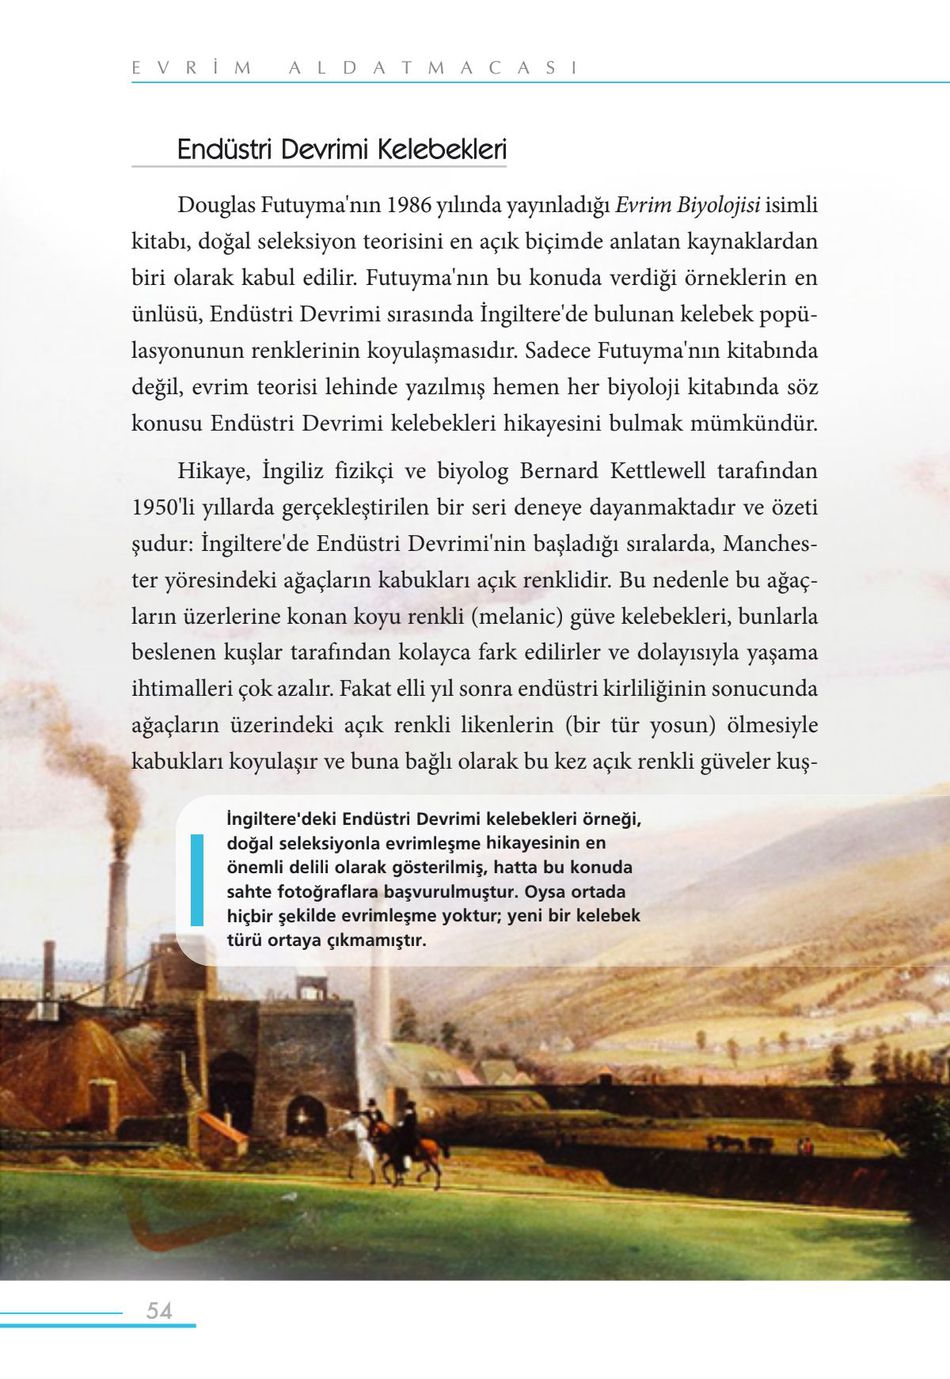 EVRİM ALDATMACASI
Endüstri Devrimi Kelebekleri
Douglas Futuyma'nın 1986 yılında yayınladığı Evrim Biyolojisi isimli
kitabı, doğal seleksiyon teorisini en açık biçimde anlatan kaynaklardan
biri olarak kabul edilir. Futuyma'nın bu konuda verdiği örneklerin en
ünlüsü, Endüstri Devrimi sırasında İngiltere'de bulunan kelebek popü-
lasyonunun renklerinin koyulaşmasıdır. Sadece Futuyma'nın kitabında
değil, evrim teorisi lehinde yazılmış hemen her biyoloji kitabında söz
konusu Endüstri Devrimi kelebekleri hikayesini bulmak mümkündür.
Hikaye, İngiliz fizikçi ve biyolog Bernard Kettlewell tarafından
1950'li yıllarda gerçekleştirilen bir seri deneye dayanmaktadır ve özeti
şudur: İngiltere'de Endüstri Devrimi'nin başladığı sıralarda, Manches-
ter yöresindeki ağaçların kabukları açık renklidir. Bu nedenle bu ağaç-
ların üzerlerine konan koyu renkli (melanic) güve kelebekleri, bunlarla
beslenen kuşlar tarafından kolayca fark edilirler ve dolayısıyla yaşama
ihtimalleri çok azalır. Fakat elli yıl sonra endüstri kirliliğinin sonucunda
ağaçların üzerindeki açık renkli likenlerin (bir tür yosun) ölmesiyle
kabukları koyulaşır ve buna bağlı olarak bu kez açık renkli güveler kuş-
İngiltere'deki Endüstri Devrimi kelebekleri örneği,
doğal seleksiyonla evrimleşme hikayesinin en
önemli delili olarak gösterilmiş, hatta bu konuda
sahte fotoğraflara başvurulmuştur. Oysa ortada
hiçbir şekilde evrimleşme yoktur; yeni bir kelebek
türü ortaya çıkmamıştır.
54